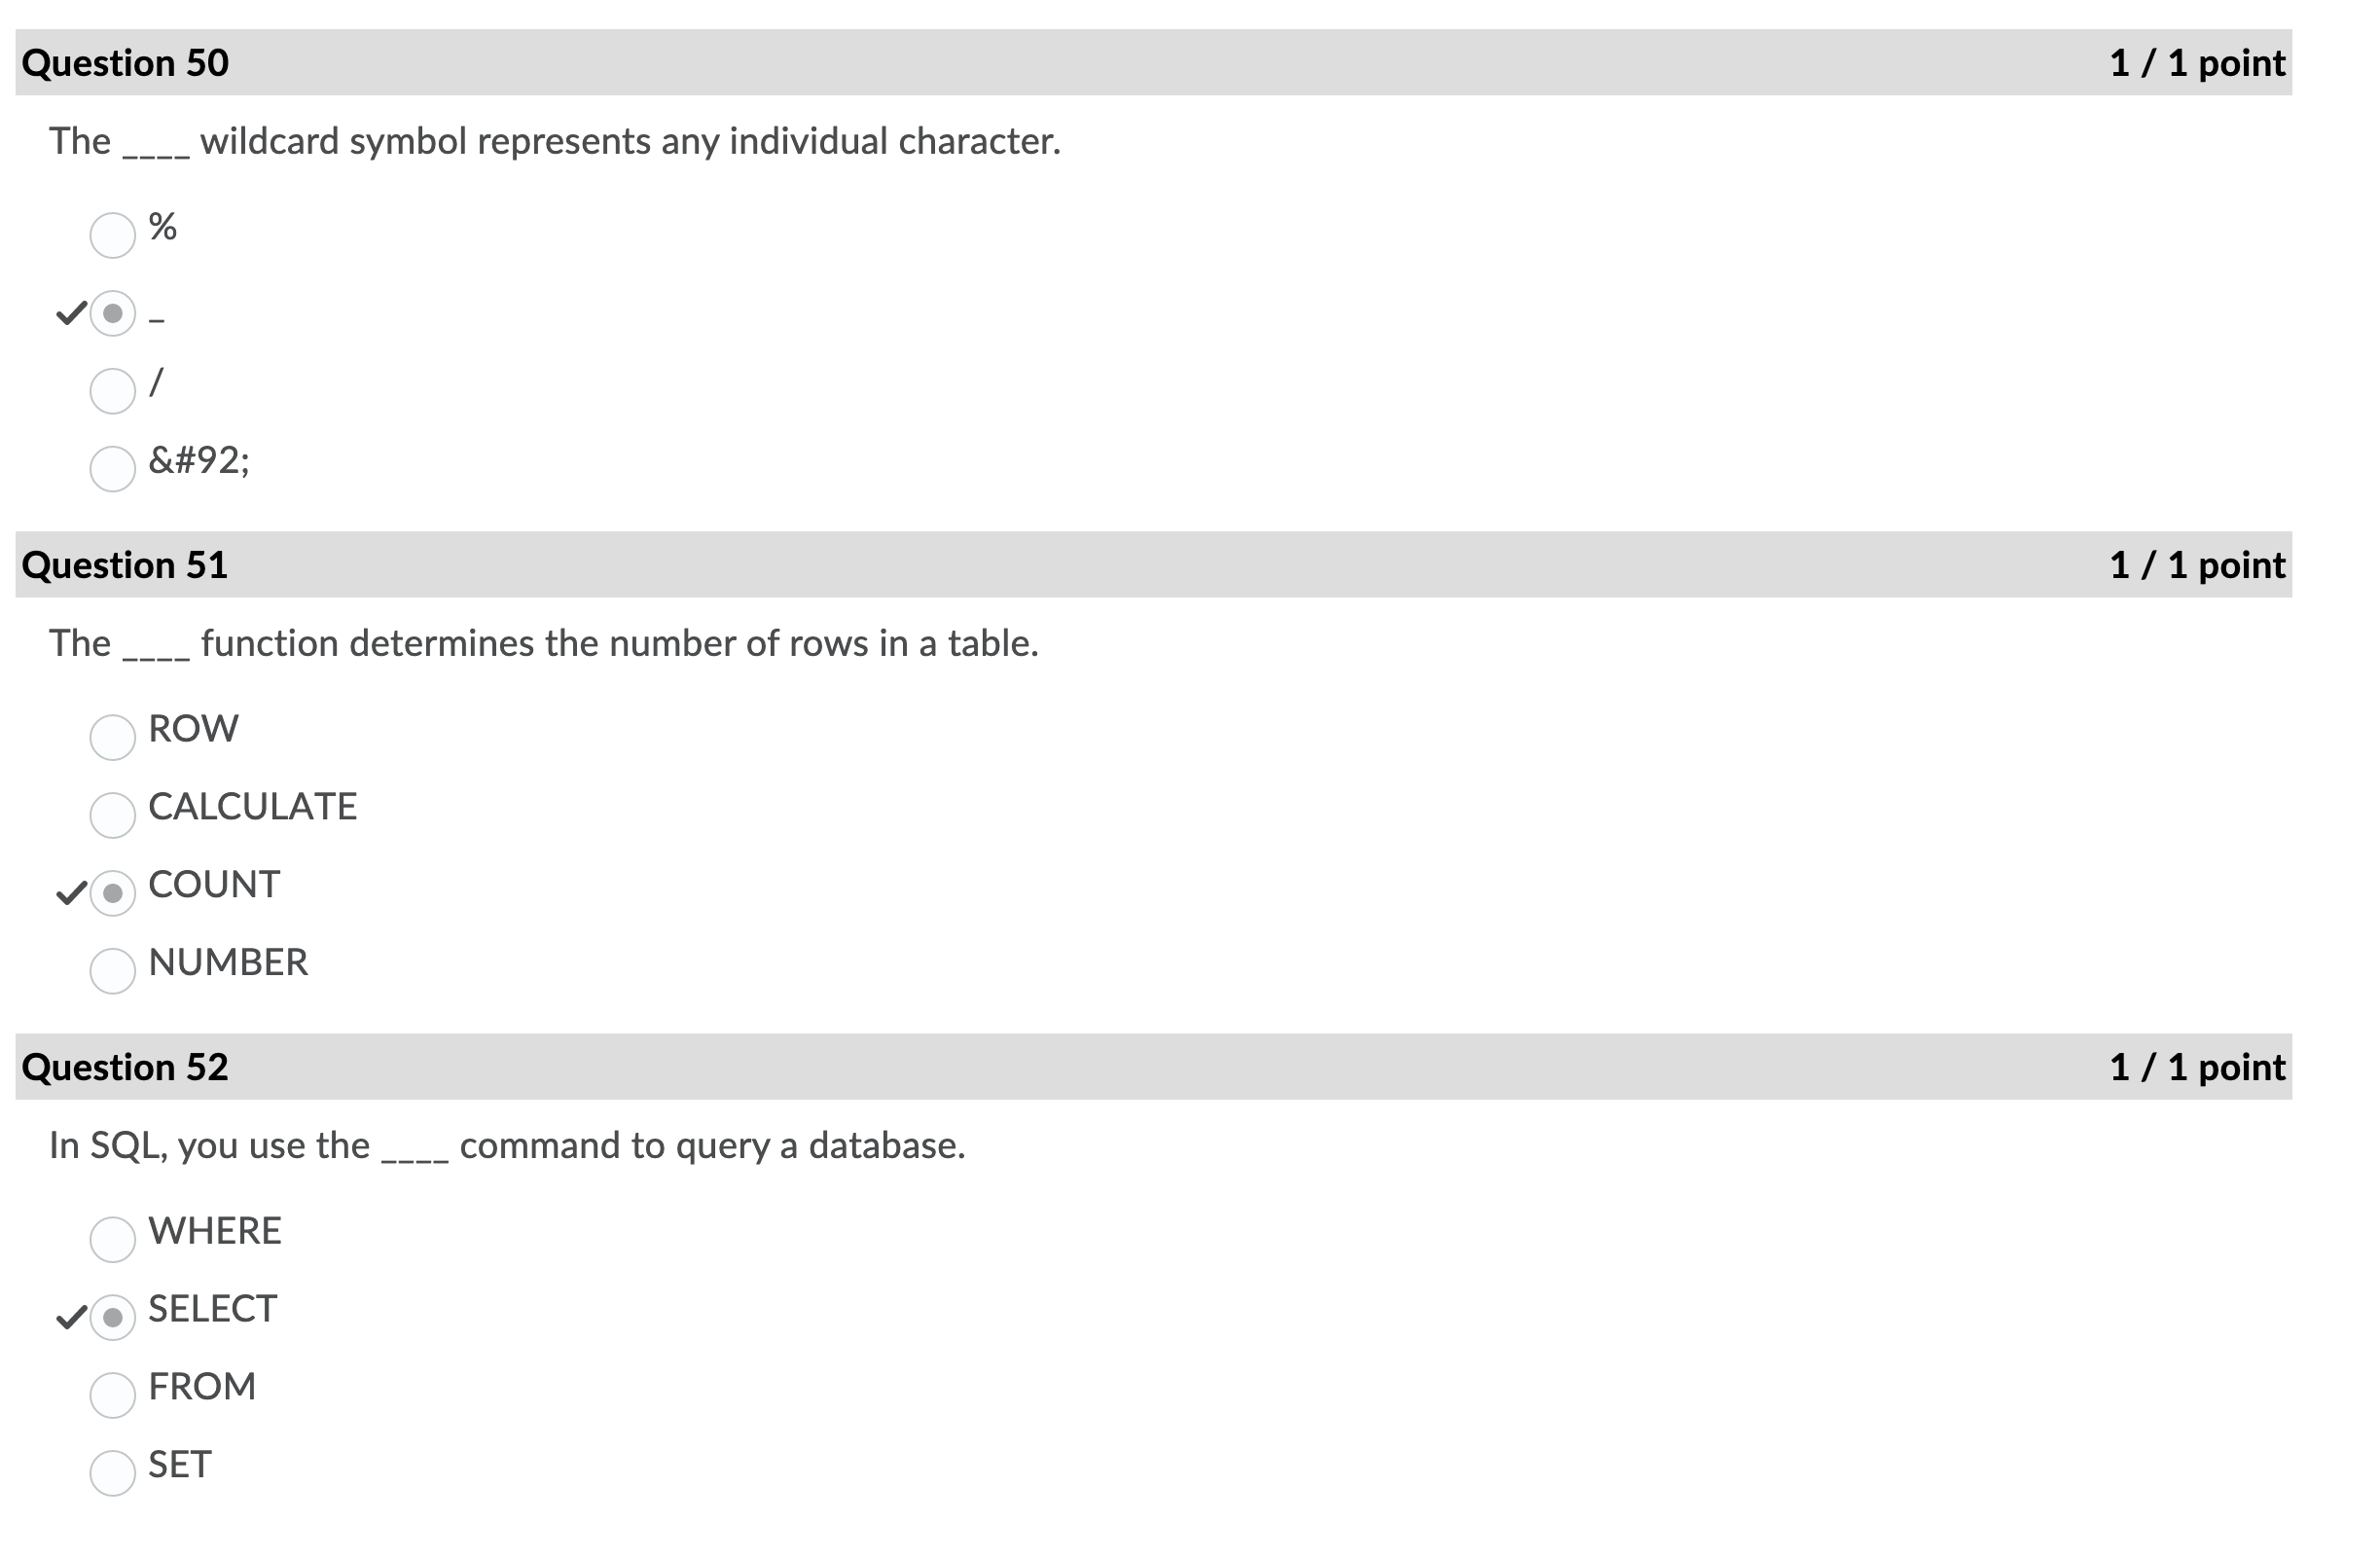 Question 50 1 / 1 point
The ____ wildcard symbol represents any individual character.
%
_
/
&#92;
Question 51 1 / 1 point
The ____ function determines the number of rows in a table.
ROW
CALCULATE
COUNT
NUMBER
Question 52 1 / 1 point
In SQL, you use the ____ command to query a database.
WHERE
SELECT
FROM
SET